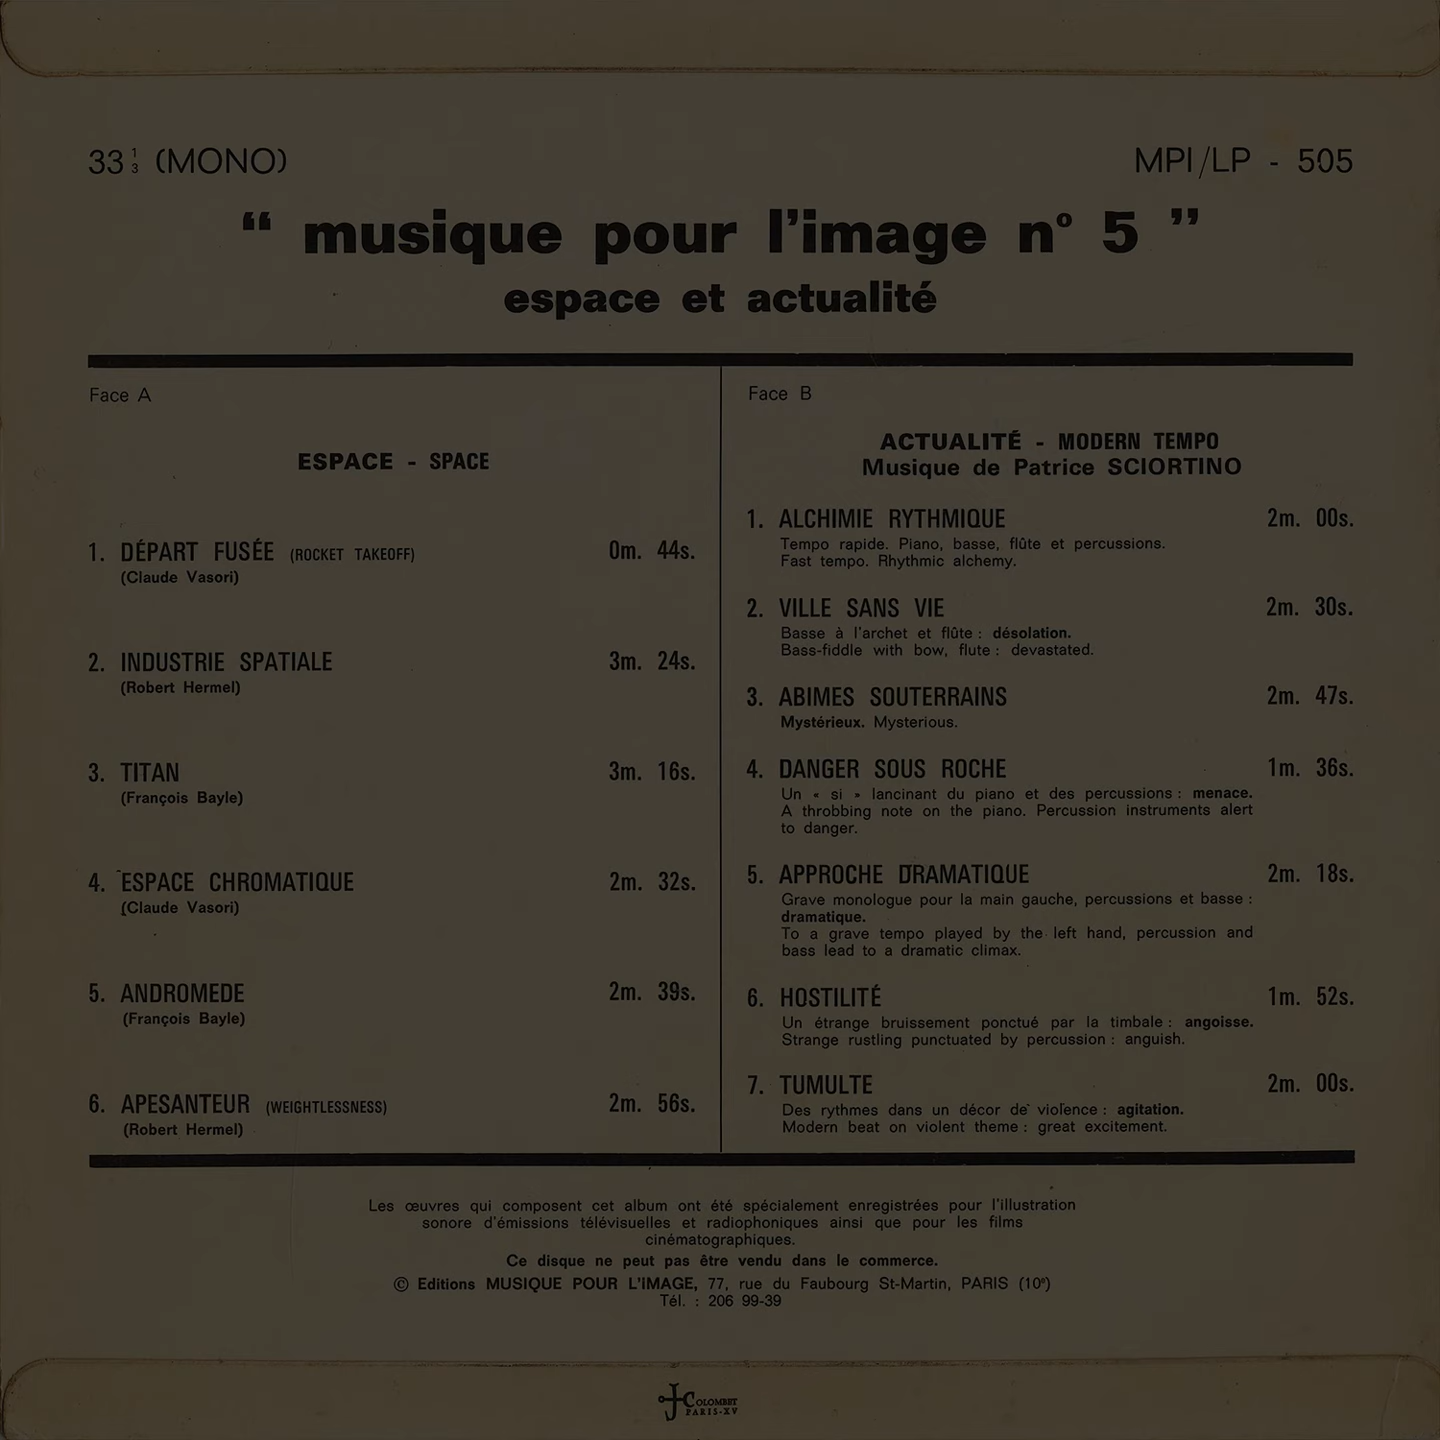 33 1/3 (MONO)
MPI/LP - 505
“ musique pour l'image n° 5 ”
espace et actualité
Face A
ESPACE - SPACE
1. DÉPART FUSÉE (ROCKET TAKEOFF) 0m. 44s.
(Claude Vasori)
2. INDUSTRIE SPATIALE 3m. 24s.
(Robert Hermel)
3. TITAN 3m. 16s.
(François Bayle)
4. ESPACE CHROMATIQUE 2m. 32s.
(Claude Vasori)
5. ANDROMEDE 2m. 39s.
(François Bayle)
6. APESANTEUR (WEIGHTLESSNESS) 2m. 56s.
(Robert Hermel)
Face B
ACTUALITÉ - MODERN TEMPO
Musique de Patrice SCIORTINO
1. ALCHIMIE RYTHMIQUE 2m. 00s.
Tempo rapide. Piano, basse, flûte et percussions.
Fast tempo. Rhythmic alchemy.
2. VILLE SANS VIE 2m. 30s.
Basse à l'archet et flûte : désolation.
Bass-fiddle with bow, flute : devastated.
3. ABIMES SOUTERRAINS 2m. 47s.
Mystérieux. Mysterious.
4. DANGER SOUS ROCHE 1m. 36s.
Un « si » lancinant du piano et des percussions : menace.
A throbbing note on the piano. Percussion instruments alert
to danger.
5. APPROCHE DRAMATIQUE 2m. 18s.
Grave monologue pour la main gauche, percussions et basse :
dramatique.
To a grave tempo played by the left hand, percussion and
bass lead to a dramatic climax.
6. HOSTILITÉ 1m. 52s.
Un étrange bruissement ponctué par la timbale : angoisse.
Strange rustling punctuated by percussion : anguish.
7. TUMULTE 2m. 00s.
Des rythmes dans un décor de violence : agitation.
Modern beat on violent theme : great excitement.
Les œuvres qui composent cet album ont été spécialement enregistrées pour l'illustration
sonore d'émissions télévisuelles et radiophoniques ainsi que pour les films
cinématographiques.
Ce disque ne peut pas être vendu dans le commerce.
© Editions MUSIQUE POUR L'IMAGE, 77, rue du Faubourg St-Martin, PARIS (10e)
Tél. : 206 99-39
J COLOMBET
PARIS-XV